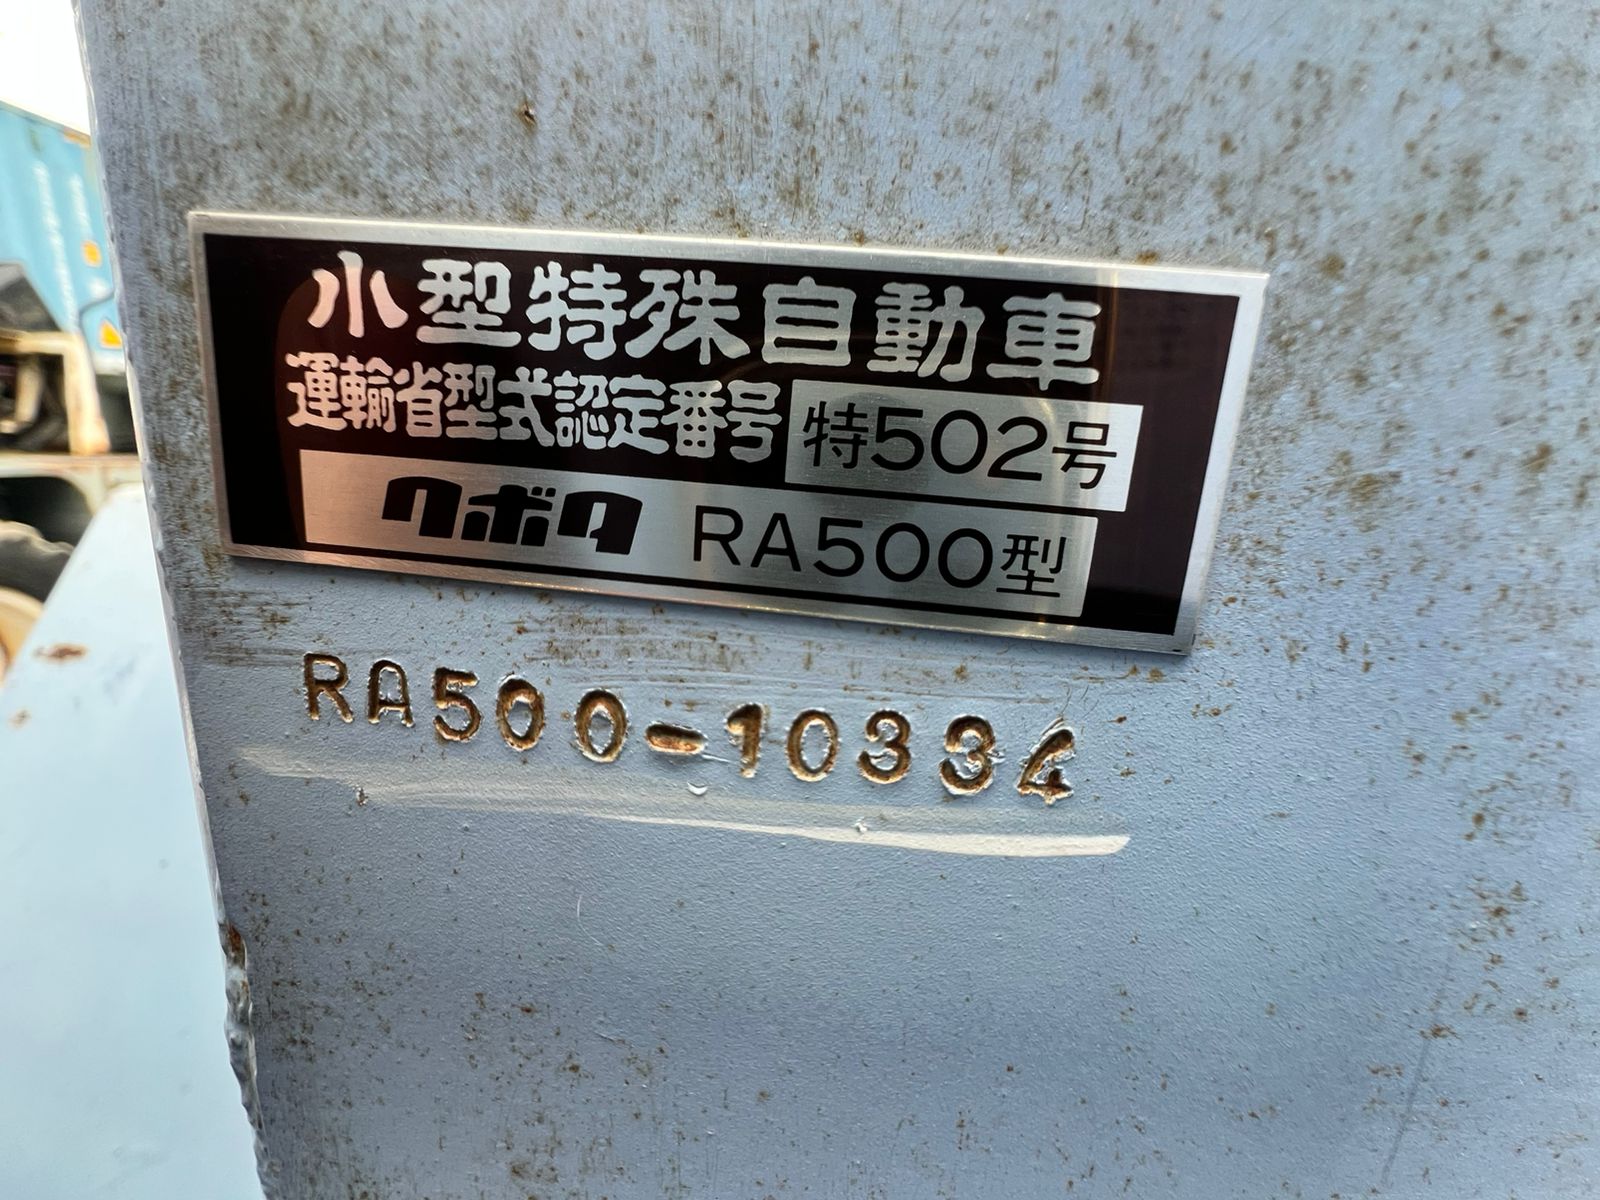 小型特殊自動車
運輸省型式認定番号 特502号
クボタ RA500型
RA500-10334